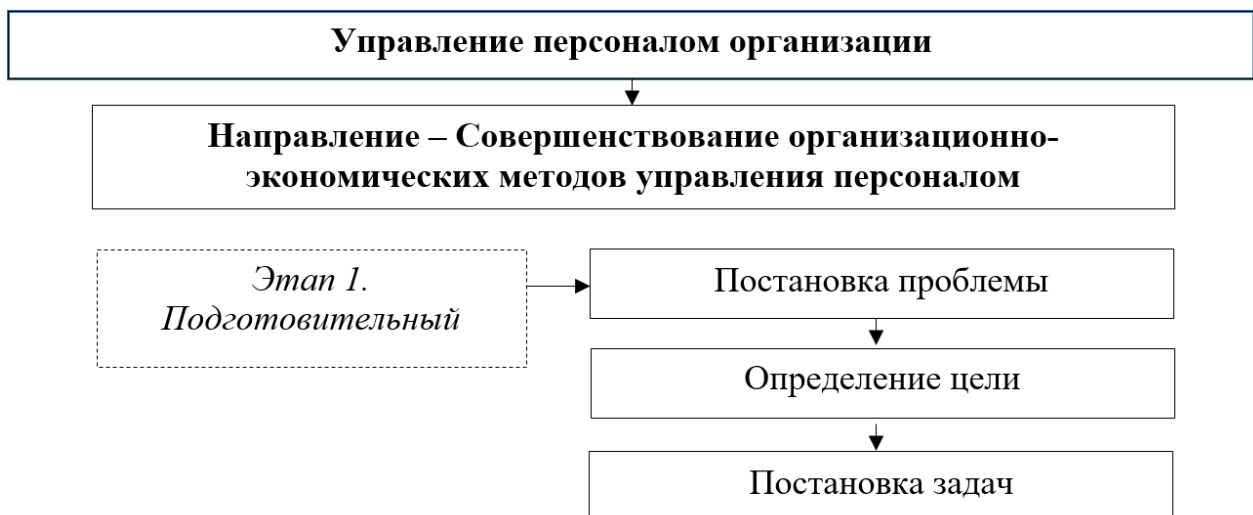 Управление персоналом организации
Направление – Совершенствование организационно-
экономических методов управления персоналом
Этап 1.
Подготовительный
Постановка проблемы
Определение цели
Постановка задач